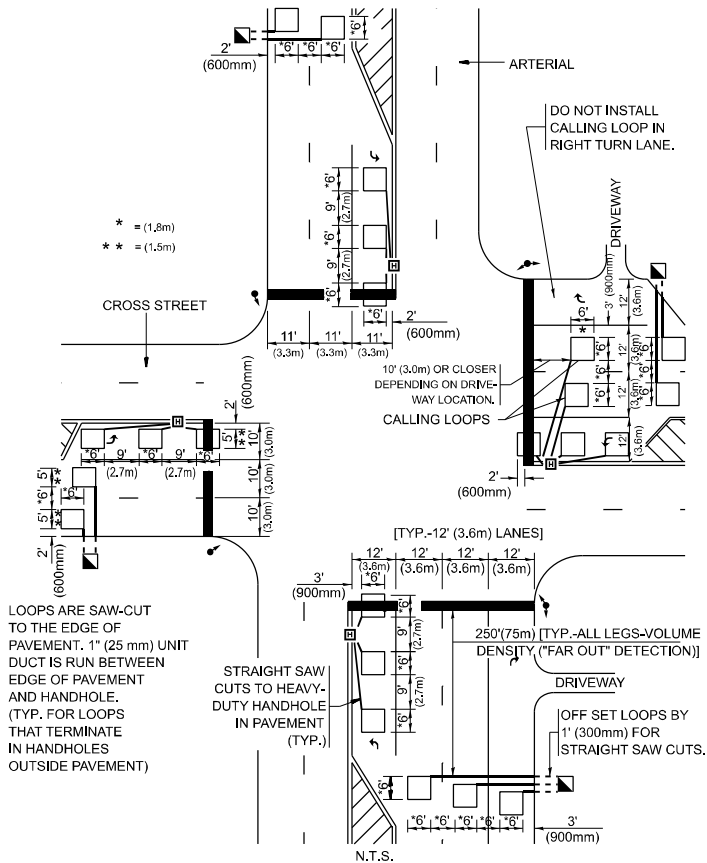 *6' *6' *6'
*6'
2'
(600mm)
ARTERIAL
DO NOT INSTALL
CALLING LOOP IN
RIGHT TURN LANE.
DRIVEWAY
* = (1.8m)
** = (1.5m)
*6'
9'
(2.7m)
*6'
9'
(2.7m)
*6'
H
*6'
2'
(600mm)
11' 11' 11'
(3.3m) (3.3m) (3.3m)
CROSS STREET
3' (900mm)
12'
(3.6m)
6'
*
*6'
*6'
*6'
12'
(3.6m)
12'
(3.6m)
12'
(3.6m)
*6'
*6'
*6'
10' (3.0m) OR CLOSER
DEPENDING ON DRIVE-
WAY LOCATION.
CALLING LOOPS
H
2'
(600mm)
2'
(600mm)
H
*6' 9' *6' 9' *6'
(2.7m) (2.7m)
5'
**
10'
(3.0m)
10'
(3.0m)
10'
(3.0m)
5'
**
*6'
*6'
5'
**
2'
(600mm)
[TYP.-12' (3.6m) LANES]
12' 12' 12' 12'
(3.6m) (3.6m) (3.6m) (3.6m)
3'
(900mm)
*6'
H
*6'
9'
(2.7m)
*6'
9'
(2.7m)
*6'
250'(75m) [TYP.-ALL LEGS-VOLUME
DENSITY ("FAR OUT" DETECTION)]
DRIVEWAY
LOOPS ARE SAW-CUT
TO THE EDGE OF
PAVEMENT. 1" (25 mm) UNIT
DUCT IS RUN BETWEEN
EDGE OF PAVEMENT
AND HANDHOLE.
(TYP. FOR LOOPS
THAT TERMINATE
IN HANDHOLES
OUTSIDE PAVEMENT)
STRAIGHT SAW
CUTS TO HEAVY-
DUTY HANDHOLE
IN PAVEMENT
(TYP.)
OFF SET LOOPS BY
1' (300mm) FOR
STRAIGHT SAW CUTS.
*6'
*6' *6' *6' *6' *6'
3'
(900mm)
N.T.S.